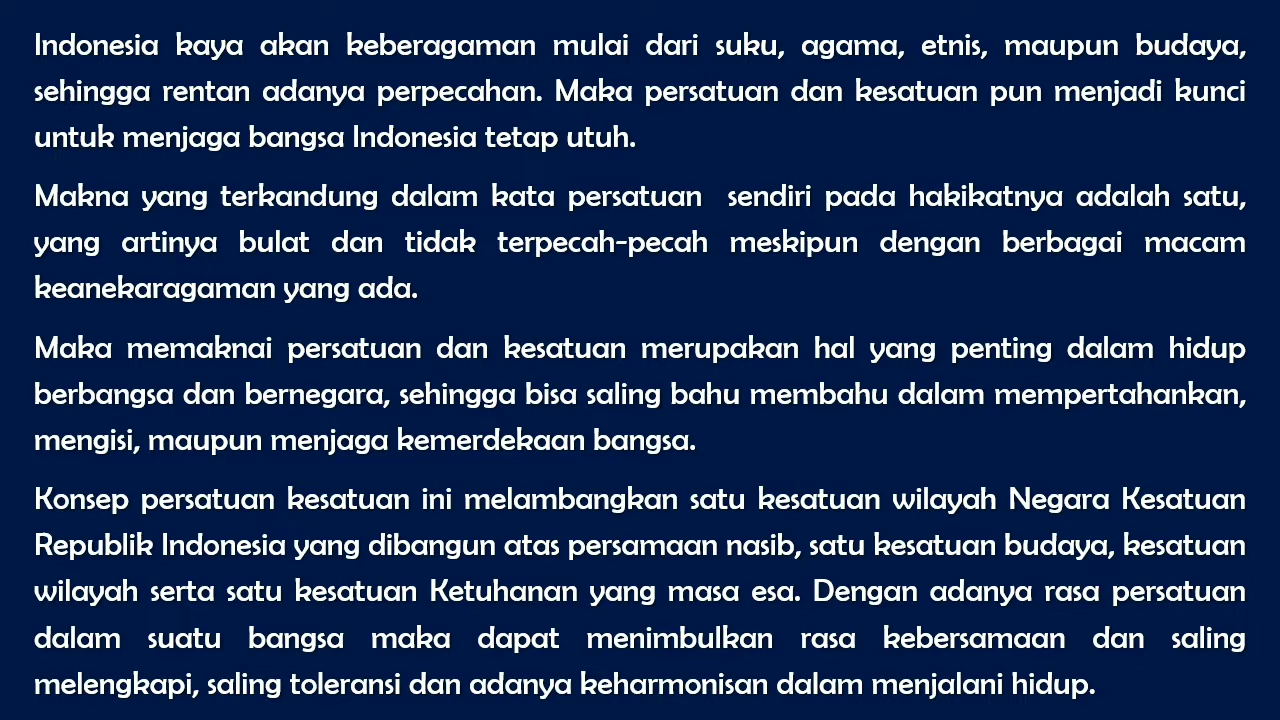 Indonesia kaya akan keberagaman mulai dari suku, agama, etnis, maupun budaya,
sehingga rentan adanya perpecahan. Maka persatuan dan kesatuan pun menjadi kunci
untuk menjaga bangsa Indonesia tetap utuh.
Makna yang terkandung dalam kata persatuan sendiri pada hakikatnya adalah satu,
yang artinya bulat dan tidak terpecah-pecah meskipun dengan berbagai macam
keanekaragaman yang ada.
Maka memaknai persatuan dan kesatuan merupakan hal yang penting dalam hidup
berbangsa dan bernegara, sehingga bisa saling bahu membahu dalam mempertahankan,
mengisi, maupun menjaga kemerdekaan bangsa.
Konsep persatuan kesatuan ini melambangkan satu kesatuan wilayah Negara Kesatuan
Republik Indonesia yang dibangun atas persamaan nasib, satu kesatuan budaya, kesatuan
wilayah serta satu kesatuan Ketuhanan yang masa esa. Dengan adanya rasa persatuan
dalam suatu bangsa maka dapat menimbulkan rasa kebersamaan dan saling
melengkapi, saling toleransi dan adanya keharmonisan dalam menjalani hidup.